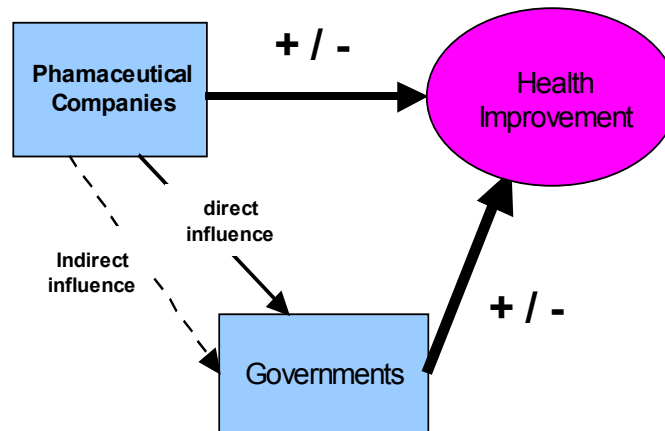 + / -
Phamaceutical
Companies
Health
Improvement
direct
influence
Indirect
influence
+ / -
Governments